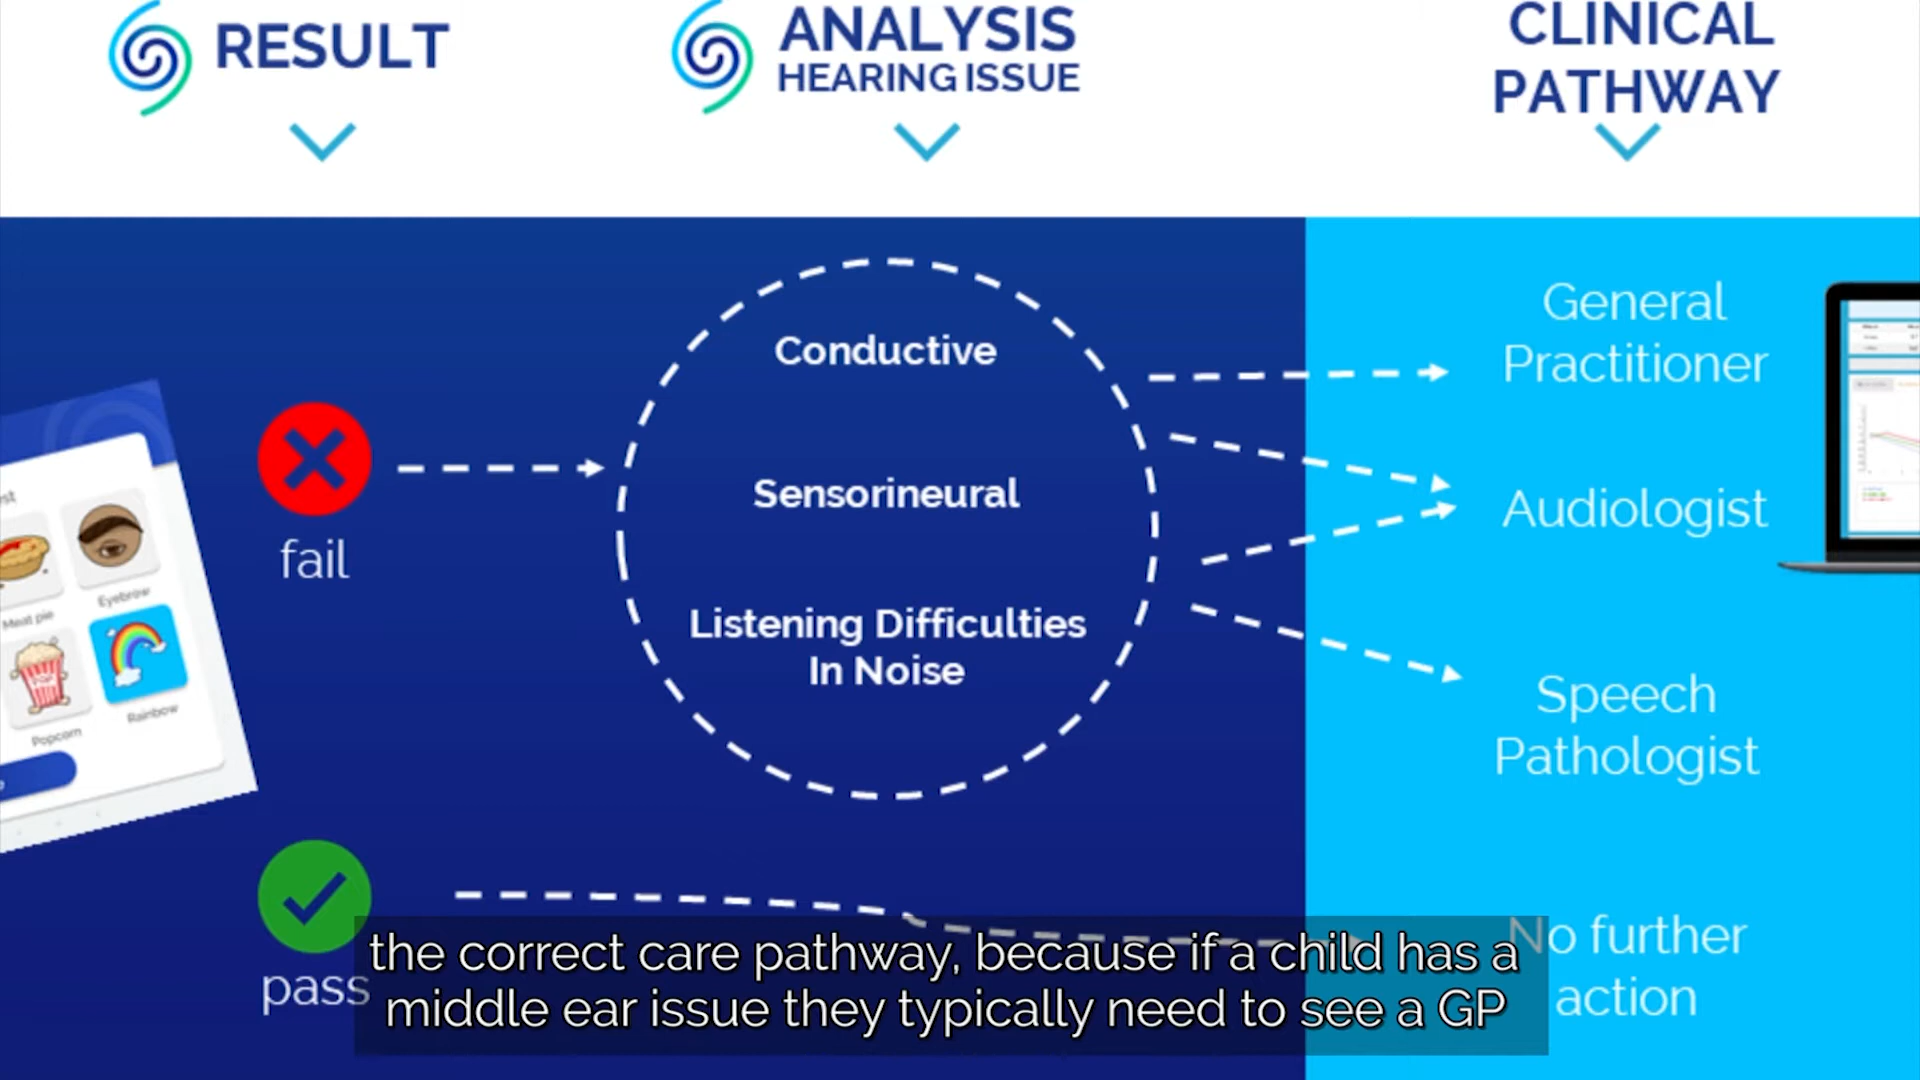 RESULT
ANALYSIS
HEARING ISSUE
CLINICAL
PATHWAY
Conductive
Sensorineural
Listening Difficulties
In Noise
fail
pass
General
Practitioner
Audiologist
Speech
Pathologist
No further
action
Meat pie
Eyebrow
Popcorn
Rainbow
POP
the correct care pathway, because if a child has a
middle ear issue they typically need to see a GP